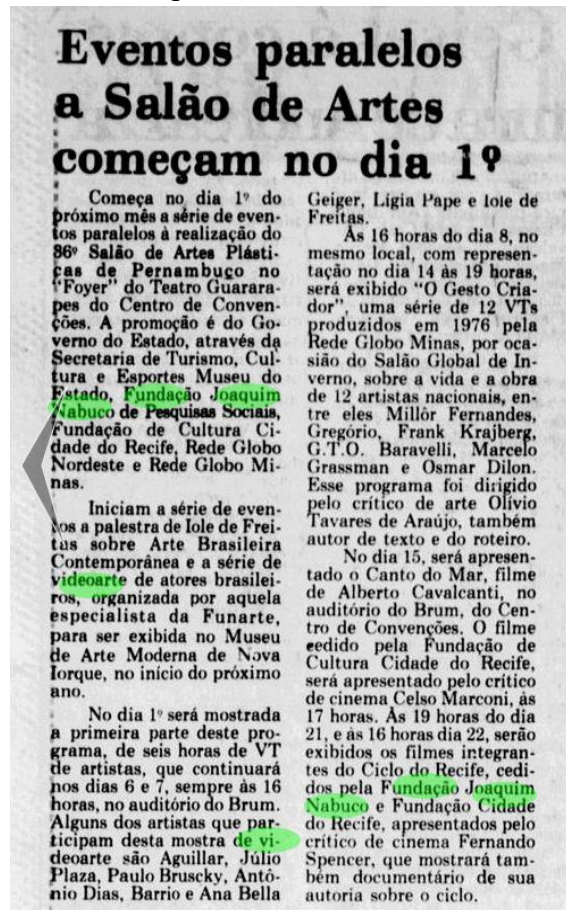 Eventos paralelos
a Salão de Artes
começam no dia 1º
Começa no dia 1º do
próximo mês a série de even-
tos paralelos à realização do
36º Salão de Artes Plásti-
cas de Pernambuco no
"Foyer" do Teatro Guarara-
pes do Centro de Conven-
ções. A promoção é do Go-
verno do Estado, através da
Secretaria de Turismo, Cul-
tura e Esportes Museu do
Estado, Fundação Joaquim
Nabuco de Pesquisas Sociais,
Fundação de Cultura Ci-
dade do Recife, Rede Globo
Nordeste e Rede Globo Mi-
nas.
Iniciam a série de even-
tos a palestra de Iole de Frei-
tas sobre Arte Brasileira
Contemporânea e a série de
videoarte de atores brasilei-
ros, organizada por aquela
especialista da Funarte,
para ser exibida no Museu
de Arte Moderna de Nova
Iorque, no início do próximo
ano.
No dia 1º será mostrada
a primeira parte deste pro-
grama, de seis horas de VT
de artistas, que continuará
nos dias 6 e 7, sempre às 16
horas, no auditório do Brum.
Alguns dos artistas que par-
ticipam desta mostra de vi-
deoarte são Aguillar, Júlio
Plaza, Paulo Bruscky, Antô-
nio Dias, Barrio e Ana Bella
Geiger, Lígia Pape e Iole de
Freitas.
Às 16 horas do dia 8, no
mesmo local, com represen-
tação no dia 14 às 19 horas,
será exibido "O Gesto Cria-
dor", uma série de 12 VTs
produzidos em 1976 pela
Rede Globo Minas, por oca-
sião do Salão Global de In-
verno, sobre a vida e a obra
de 12 artistas nacionais, en-
tre eles Millôr Fernandes,
Gregório, Frank Krajberg,
G.T.O. Baravelli, Marcelo
Grassman e Osmar Dilon.
Esse programa foi dirigido
pelo crítico de arte Olívio
Tavares de Araújo, também
autor de texto e do roteiro.
No dia 15, será apresen-
tado o Canto do Mar, filme
de Alberto Cavalcanti, no
auditório do Brum, do Cen-
tro de Convenções. O filme
cedido pela Fundação de
Cultura Cidade do Recife,
será apresentado pelo crítico
de cinema Celso Marconi, às
17 horas. Às 19 horas do dia
21, e às 16 horas dia 22, serão
exibidos os filmes integran-
tes do Ciclo do Recife, cedi-
dos pela Fundação Joaquim
Nabuco e Fundação Cidade
do Recife, apresentados pelo
crítico de cinema Fernando
Spencer, que mostrará tam-
bém documentário de sua
autoria sobre o ciclo.